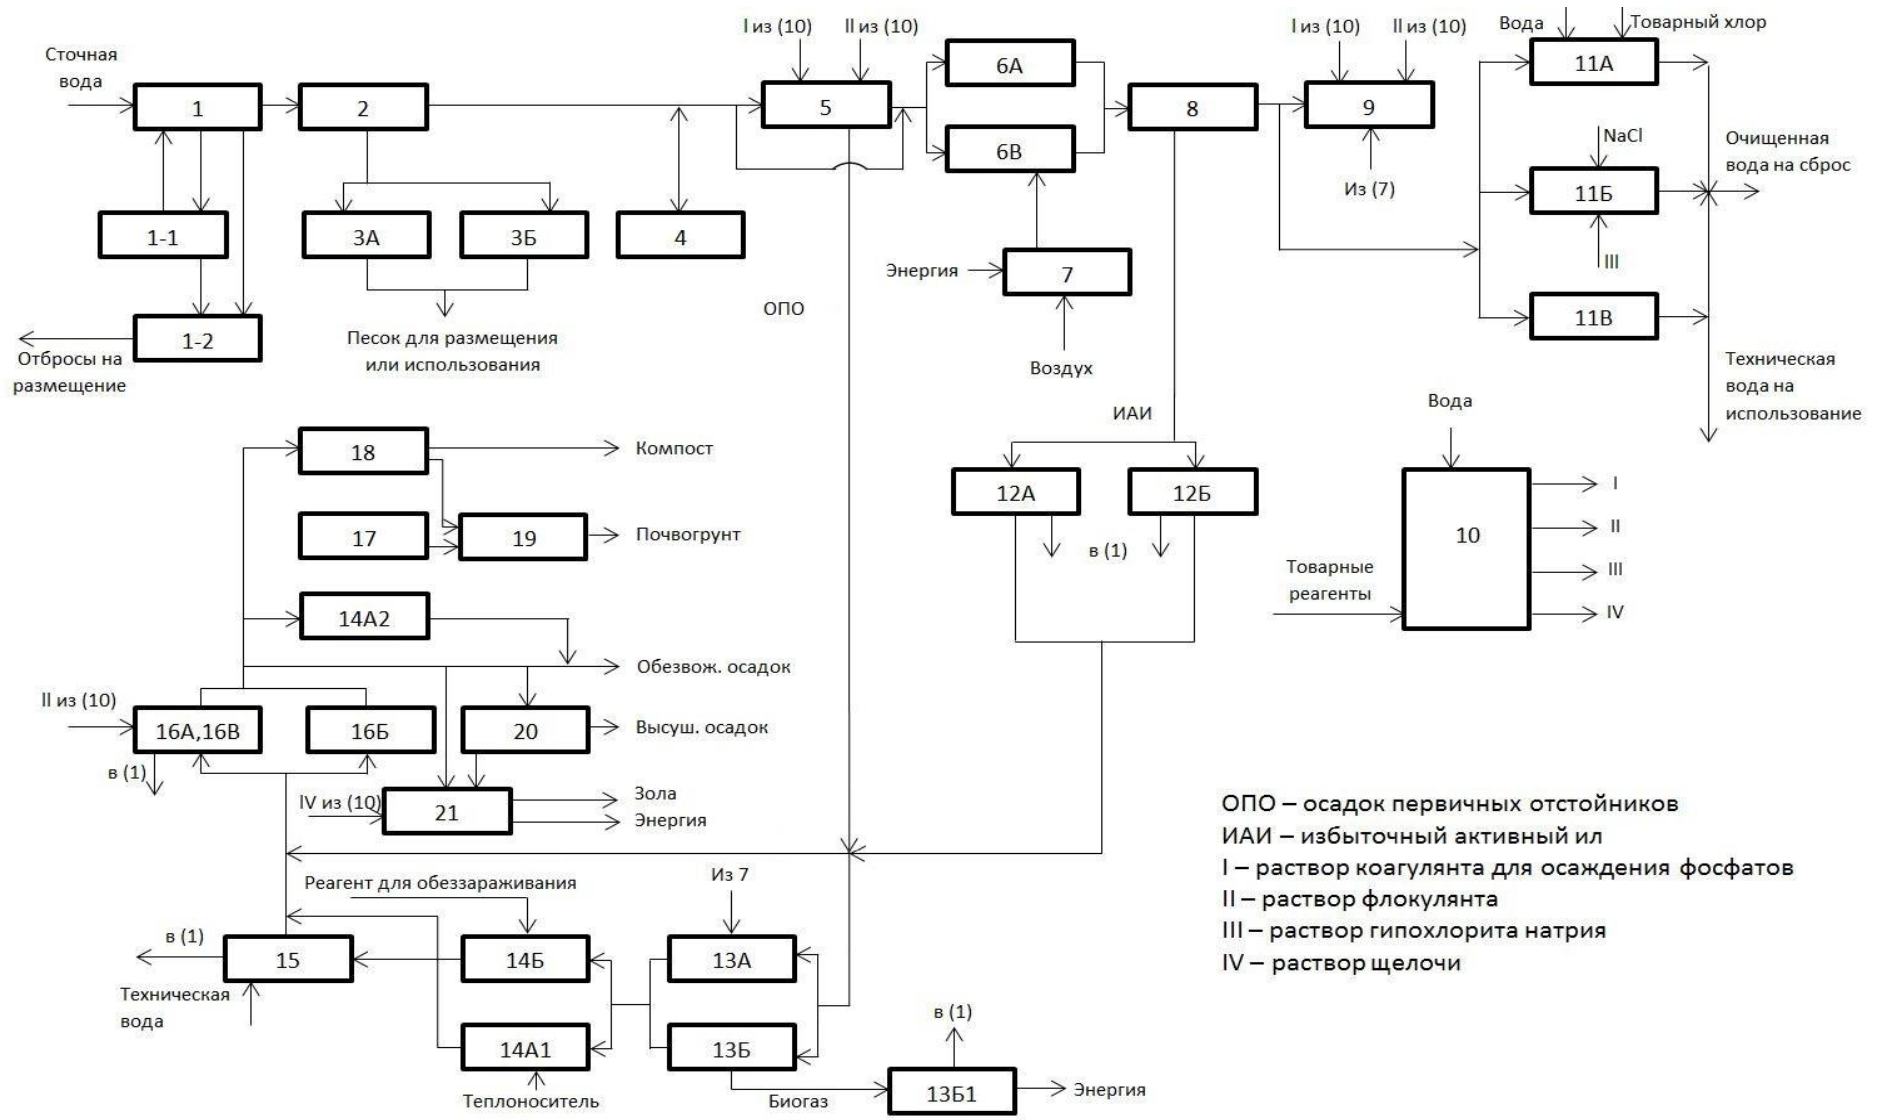 I из (10)
II из (10)
I из (10)
II из (10)
Вода
Товарный хлор
Сточная
вода
1
2
5
6А
6В
8
9
11А
NaCl
11Б
III
11В
Очищенная
вода на сброс
Из (7)
1-1
3А
3Б
4
Энергия
7
Воздух
ОПО
1-2
Отбросы на
размещение
Песок для размещения
или использования
Техническая
вода на
использование
ИАИ
Вода
18
Компост
12А
12Б
в (1)
17
19
Почвогрунт
10
I
II
III
IV
Товарные
реагенты
14А2
Обезвож. осадок
II из (10)
16А,16В
16Б
20
Высуш. осадок
в (1)
IV из (10)
21
Зола
Энергия
Реагент для обеззараживания
Из 7
в (1)
15
14Б
13А
Техническая
вода
14А1
13Б
Теплоноситель
Биогаз
в (1)
13Б1
Энергия
ОПО – осадок первичных отстойников
ИАИ – избыточный активный ил
I – раствор коагулянта для осаждения фосфатов
II – раствор флокулянта
III – раствор гипохлорита натрия
IV – раствор щелочи